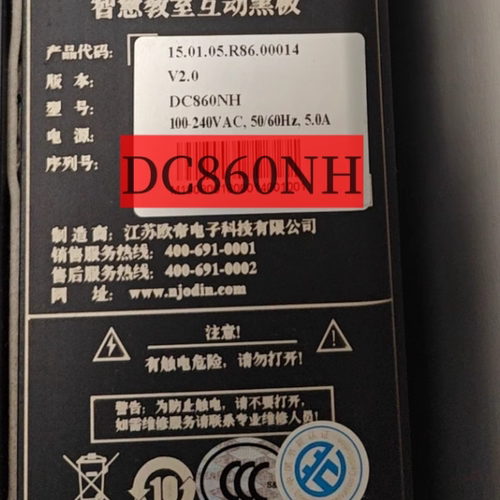 智慧教室互动黑板
产品代码: 15.01.05.R86.00014
版 本: V2.0
型 号: DC860NH
电 源: 100-240VAC, 50/60Hz, 5.0A
序列号:
DC860NH
制 造 商: 江苏欧帝电子科技有限公司
销售服务热线: 400-691-0001
售后服务热线: 400-691-0002
网 址: www.njodin.com
注意!
有触电危险, 请勿打开!
警告: 为防止触电, 请不要打开,
如需维修服务请联系专业维修人员!
10
CCC
S&E